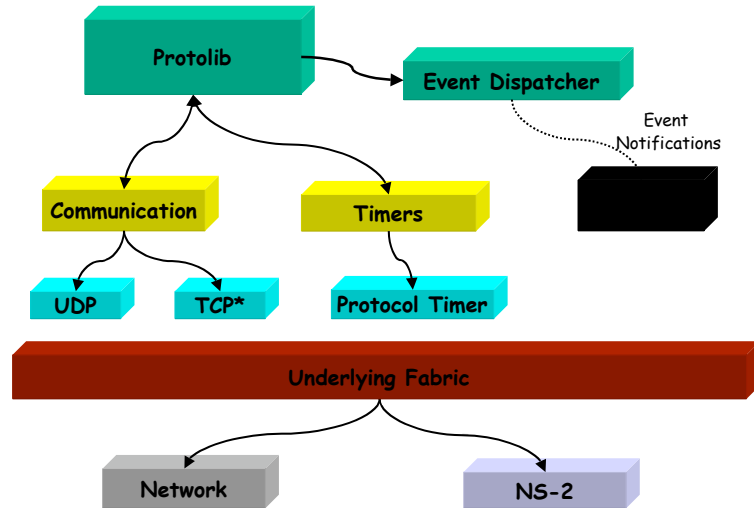 Protolib
Event Dispatcher
Event
Notifications
Communication
Timers
UDP
TCP*
Protocol Timer
Underlying Fabric
Network
NS-2